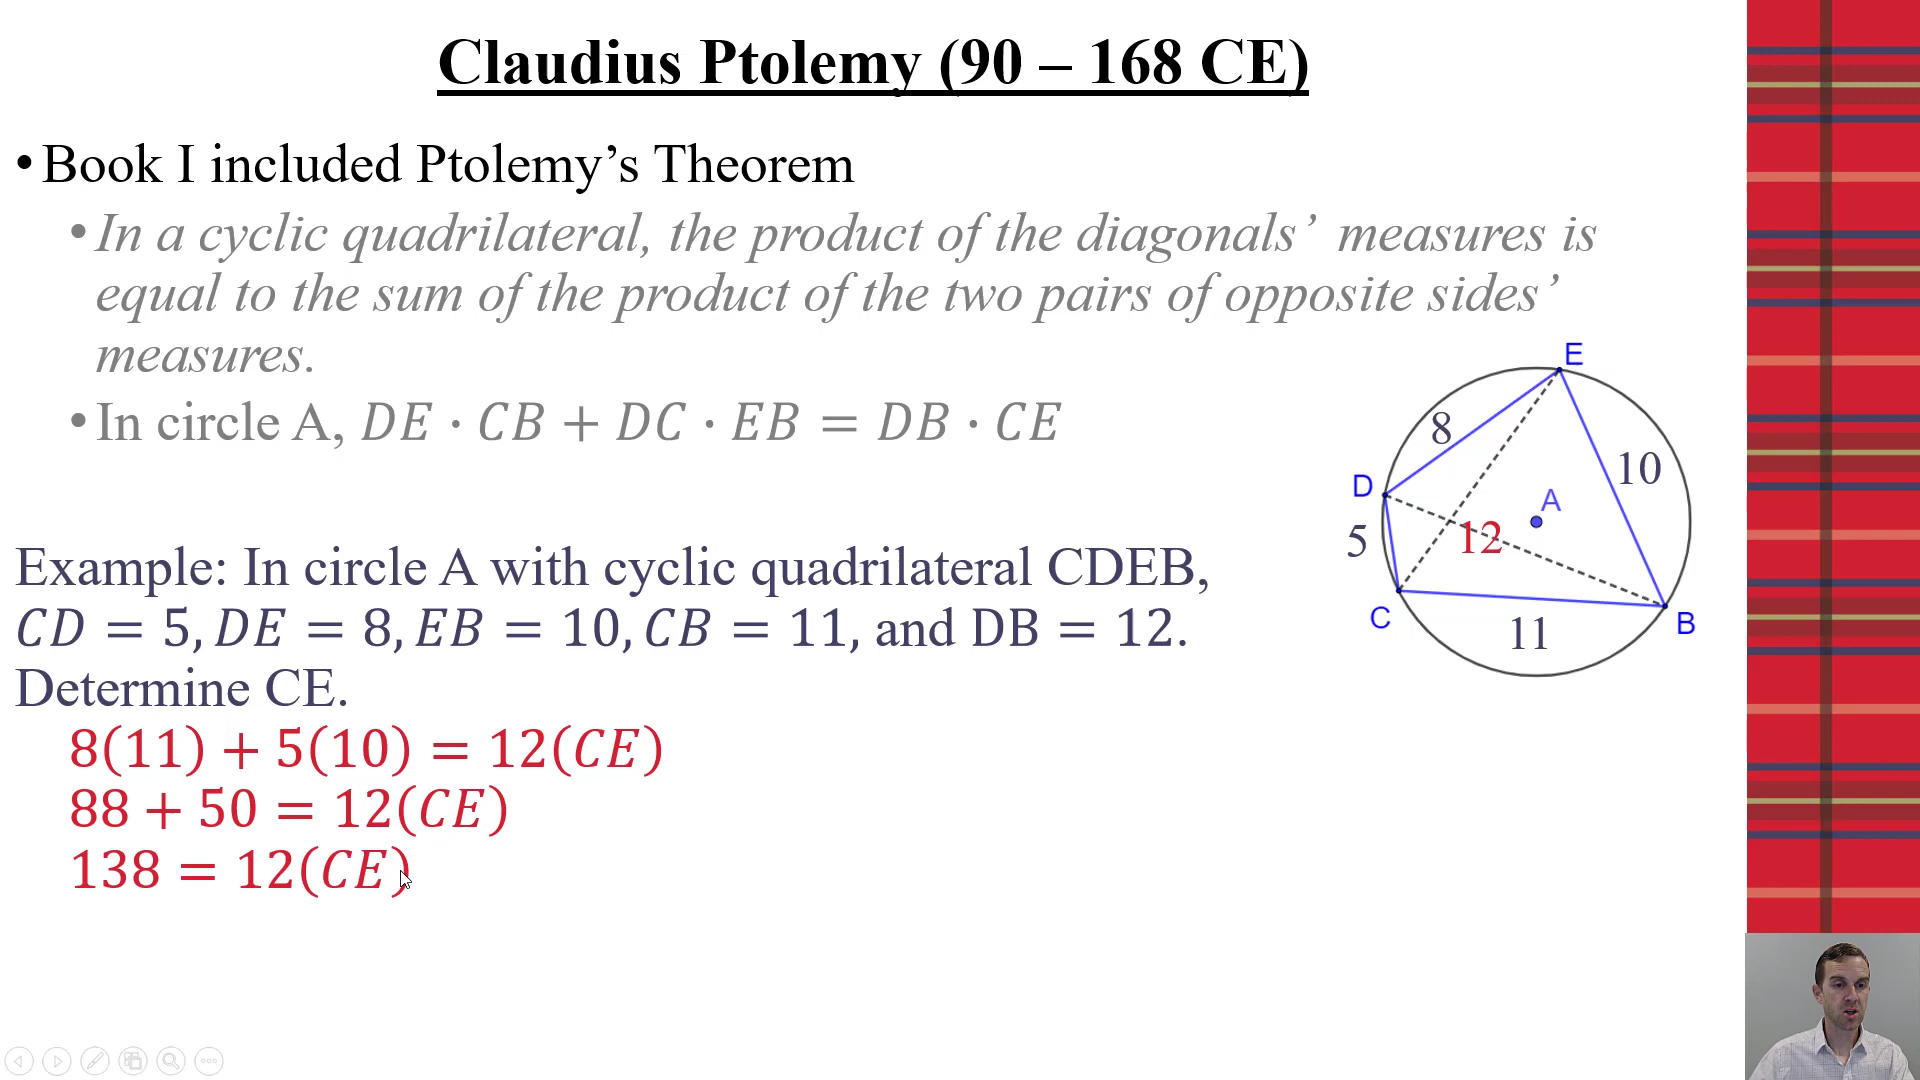 Claudius Ptolemy (90 – 168 CE)
• Book I included Ptolemy’s Theorem
• In a cyclic quadrilateral, the product of the diagonals’ measures is
equal to the sum of the product of the two pairs of opposite sides’
measures.
• In circle A, DE · CB + DC · EB = DB · CE
E
8
10
D
A
5
12
C
B
11
Example: In circle A with cyclic quadrilateral CDEB,
CD = 5, DE = 8, EB = 10, CB = 11, and DB = 12.
Determine CE.
8(11) + 5(10) = 12(CE)
88 + 50 = 12(CE)
138 = 12(CE)